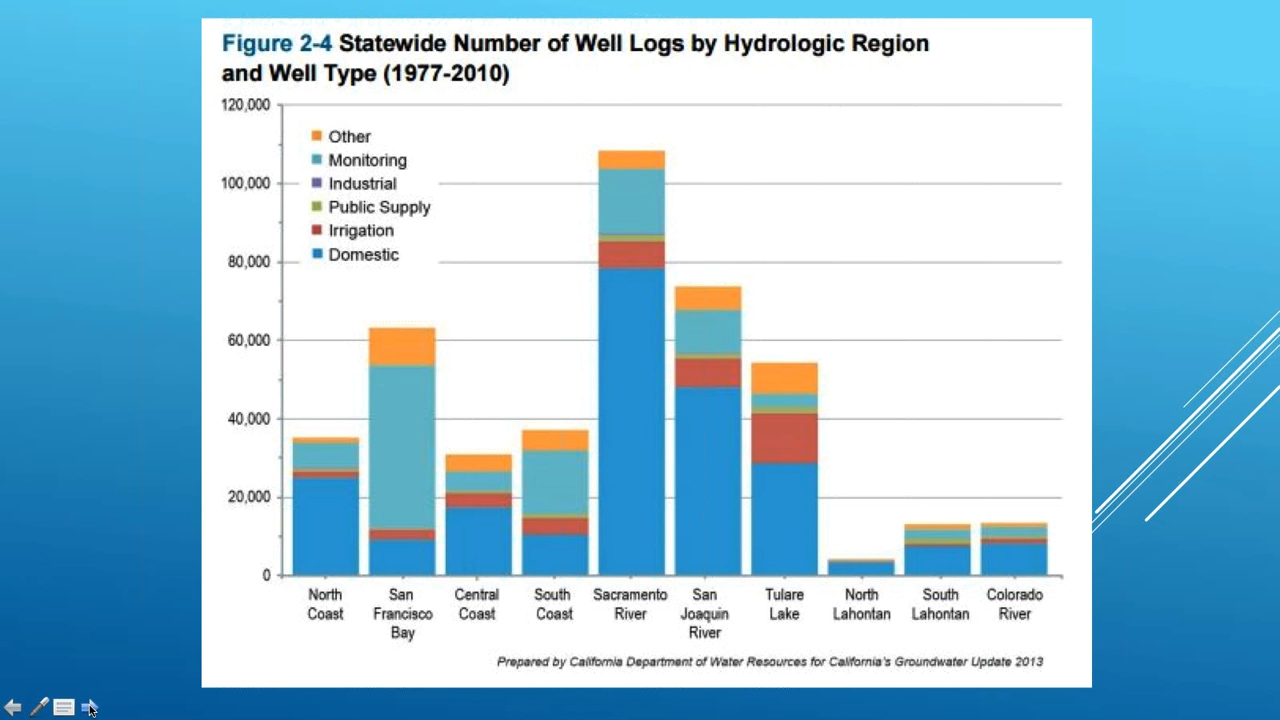 Figure 2-4 Statewide Number of Well Logs by Hydrologic Region
and Well Type (1977-2010)
120,000
100,000
80,000
60,000
40,000
20,000
0
Other
Monitoring
Industrial
Public Supply
Irrigation
Domestic
North
Coast
San
Francisco
Bay
Central
Coast
South
Coast
Sacramento
River
San
Joaquin
River
Tulare
Lake
North
Lahontan
South
Lahontan
Colorado
River
Prepared by California Department of Water Resources for California's Groundwater Update 2013